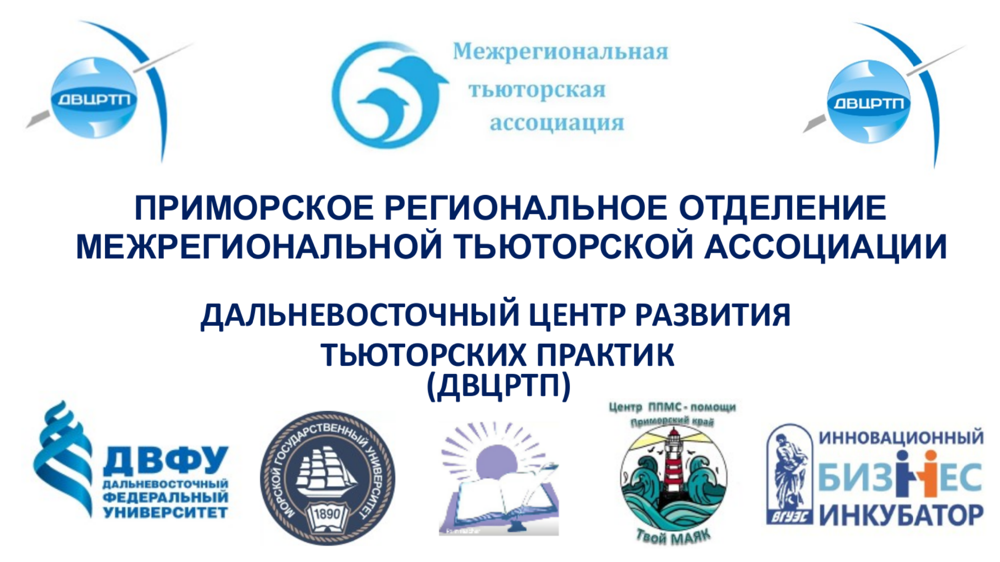 ДВЦРТП
Межрегиональная
тьюторская
ассоциация
ДВЦРТП
ПРИМОРСКОЕ РЕГИОНАЛЬНОЕ ОТДЕЛЕНИЕ
МЕЖРЕГИОНАЛЬНОЙ ТЬЮТОРСКОЙ АССОЦИАЦИИ
ДАЛЬНЕВОСТОЧНЫЙ ЦЕНТР РАЗВИТИЯ
ТЬЮТОРСКИХ ПРАКТИК
(ДВЦРТП)
ДВФУ
ДАЛЬНЕВОСТОЧНЫЙ
ФЕДЕРАЛЬНЫЙ
УНИВЕРСИТЕТ
МОРСКОЙ ГОСУДАРСТВЕННЫЙ УНИВЕРСИТЕТ
1890
Центр ППМС - помощи
Приморский край
Твой МАЯК
ВГУЭС
ИННОВАЦИОННЫЙ
БИЗНЕС
ИНКУБАТОР